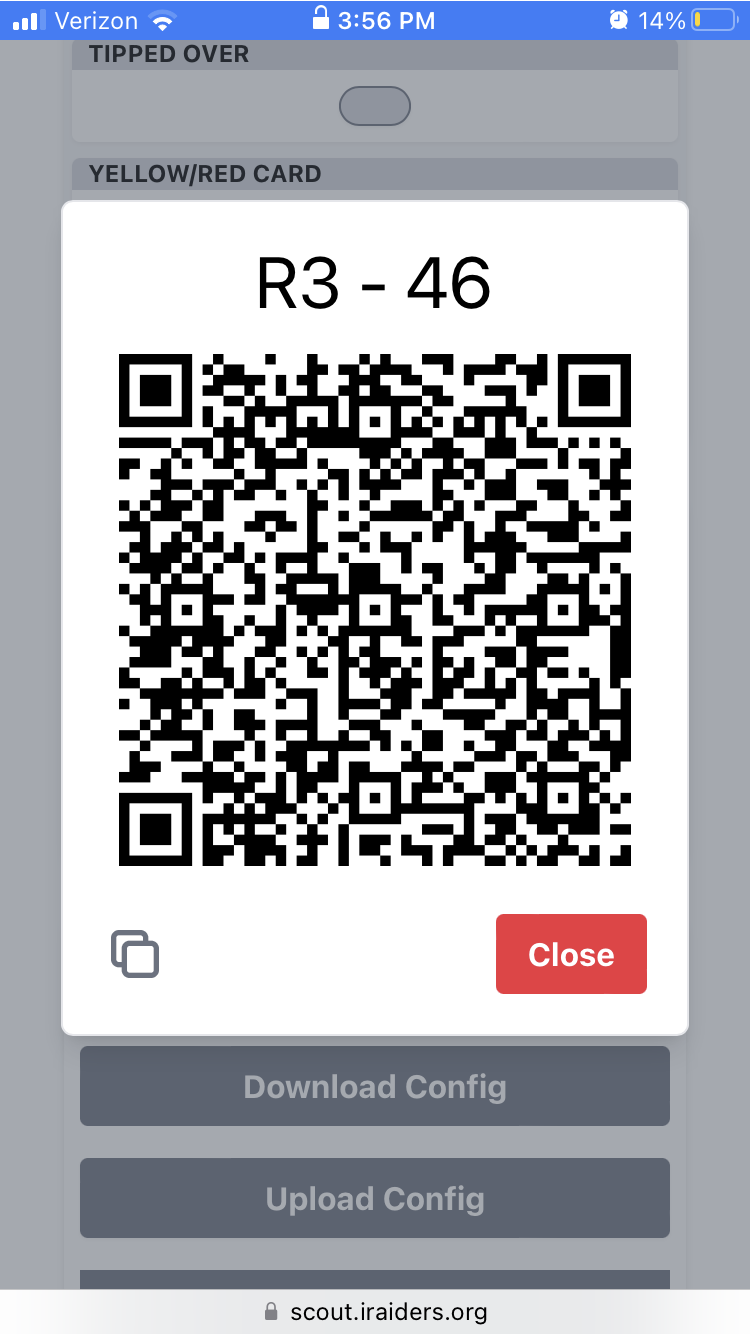 Verizon 3:56 PM 14%
TIPPED OVER
YELLOW/RED CARD
R3 - 46
Close
Download Config
Upload Config
scout.iraiders.org